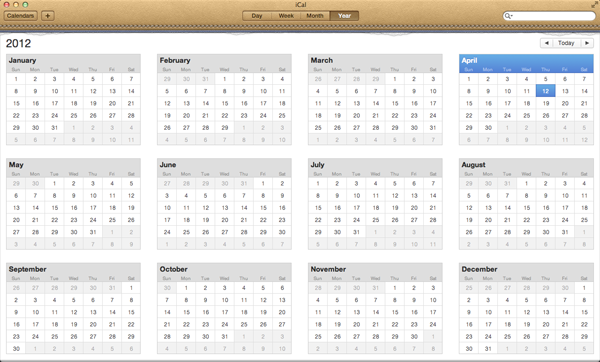 iCal
Calendars + Day Week Month Year
2012 Today
January
Sun Mon Tue Wed Thu Fri Sat
1 2 3 4 5 6 7
8 9 10 11 12 13 14
15 16 17 18 19 20 21
22 23 24 25 26 27 28
29 30 31 1 2 3 4
5 6 7 8 9 10 11
February
Sun Mon Tue Wed Thu Fri Sat
29 30 31 1 2 3 4
5 6 7 8 9 10 11
12 13 14 15 16 17 18
19 20 21 22 23 24 25
26 27 28 29 1 2 3
4 5 6 7 8 9 10
March
Sun Mon Tue Wed Thu Fri Sat
26 27 28 29 1 2 3
4 5 6 7 8 9 10
11 12 13 14 15 16 17
18 19 20 21 22 23 24
25 26 27 28 29 30 31
1 2 3 4 5 6 7
April
Sun Mon Tue Wed Thu Fri Sat
1 2 3 4 5 6 7
8 9 10 11 12 13 14
15 16 17 18 19 20 21
22 23 24 25 26 27 28
29 30 1 2 3 4 5
6 7 8 9 10 11 12
May
Sun Mon Tue Wed Thu Fri Sat
29 30 1 2 3 4 5
6 7 8 9 10 11 12
13 14 15 16 17 18 19
20 21 22 23 24 25 26
27 28 29 30 31 1 2
3 4 5 6 7 8 9
June
Sun Mon Tue Wed Thu Fri Sat
27 28 29 30 31 1 2
3 4 5 6 7 8 9
10 11 12 13 14 15 16
17 18 19 20 21 22 23
24 25 26 27 28 29 30
1 2 3 4 5 6 7
July
Sun Mon Tue Wed Thu Fri Sat
1 2 3 4 5 6 7
8 9 10 11 12 13 14
15 16 17 18 19 20 21
22 23 24 25 26 27 28
29 30 31 1 2 3 4
5 6 7 8 9 10 11
August
Sun Mon Tue Wed Thu Fri Sat
29 30 31 1 2 3 4
5 6 7 8 9 10 11
12 13 14 15 16 17 18
19 20 21 22 23 24 25
26 27 28 29 30 31 1
2 3 4 5 6 7 8
September
Sun Mon Tue Wed Thu Fri Sat
26 27 28 29 30 31 1
2 3 4 5 6 7 8
9 10 11 12 13 14 15
16 17 18 19 20 21 22
23 24 25 26 27 28 29
30 1 2 3 4 5 6
October
Sun Mon Tue Wed Thu Fri Sat
30 1 2 3 4 5 6
7 8 9 10 11 12 13
14 15 16 17 18 19 20
21 22 23 24 25 26 27
28 29 30 31 1 2 3
4 5 6 7 8 9 10
November
Sun Mon Tue Wed Thu Fri Sat
28 29 30 31 1 2 3
4 5 6 7 8 9 10
11 12 13 14 15 16 17
18 19 20 21 22 23 24
25 26 27 28 29 30 1
2 3 4 5 6 7 8
December
Sun Mon Tue Wed Thu Fri Sat
25 26 27 28 29 30 1
2 3 4 5 6 7 8
9 10 11 12 13 14 15
16 17 18 19 20 21 22
23 24 25 26 27 28 29
30 31 1 2 3 4 5